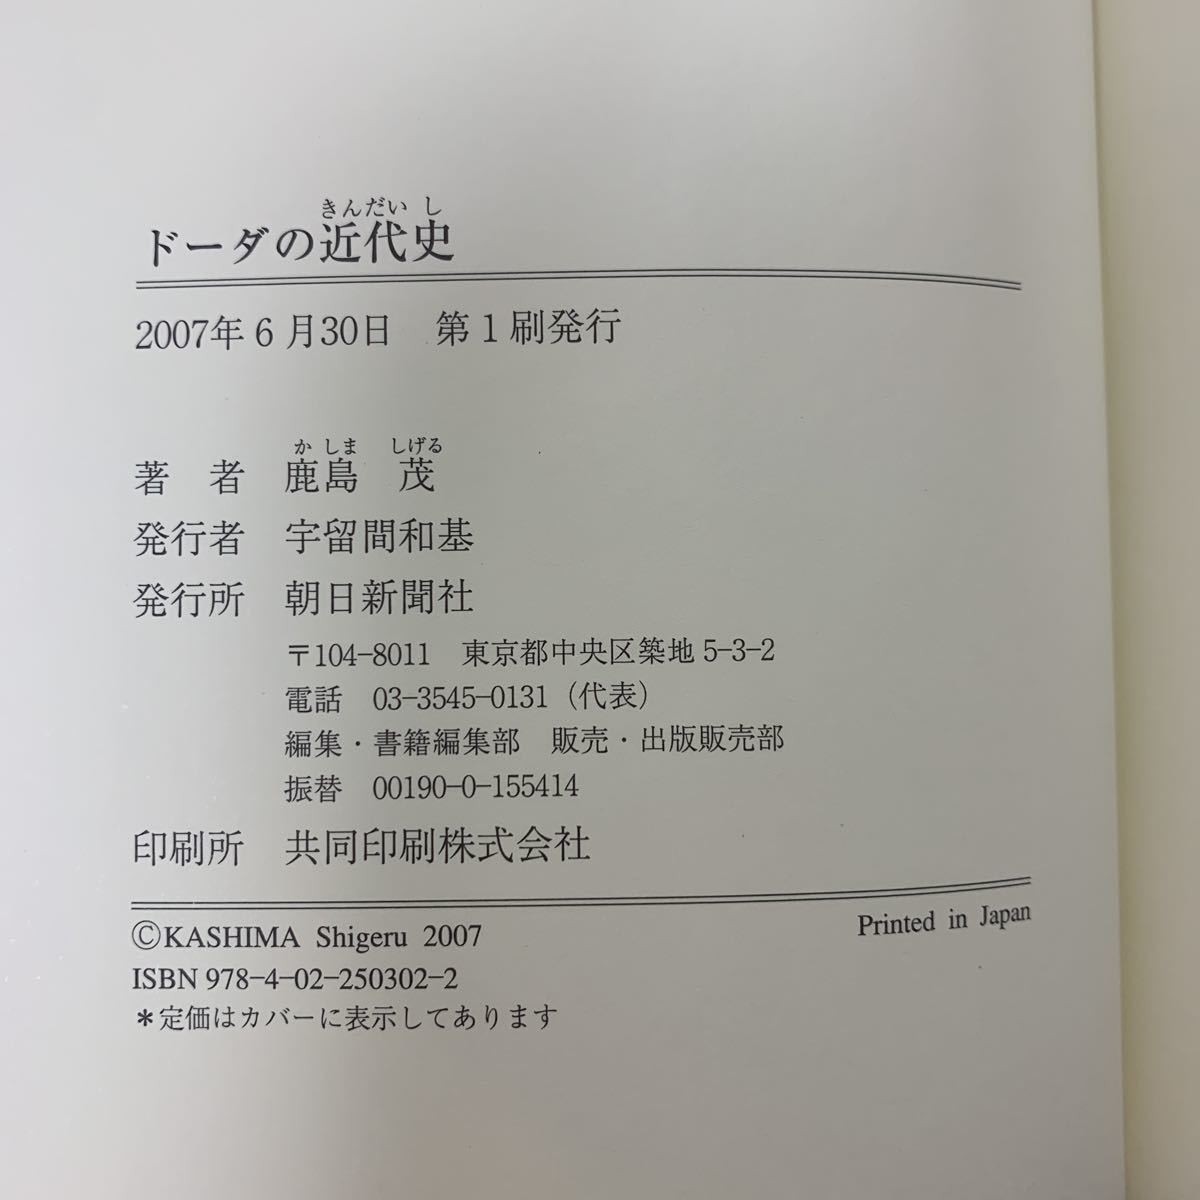 きんだい し
ドーダの近代史
2007年6月30日　第1刷発行
か しま　しげる
著　者　鹿島　茂
発行者　宇留間和基
発行所　朝日新聞社
〒104-8011　東京都中央区築地5-3-2
電話　03-3545-0131（代表）
編集・書籍編集部　販売・出版販売部
振替　00190-0-155414
印刷所　共同印刷株式会社
©KASHIMA Shigeru 2007
Printed in Japan
ISBN 978-4-02-250302-2
＊定価はカバーに表示してあります